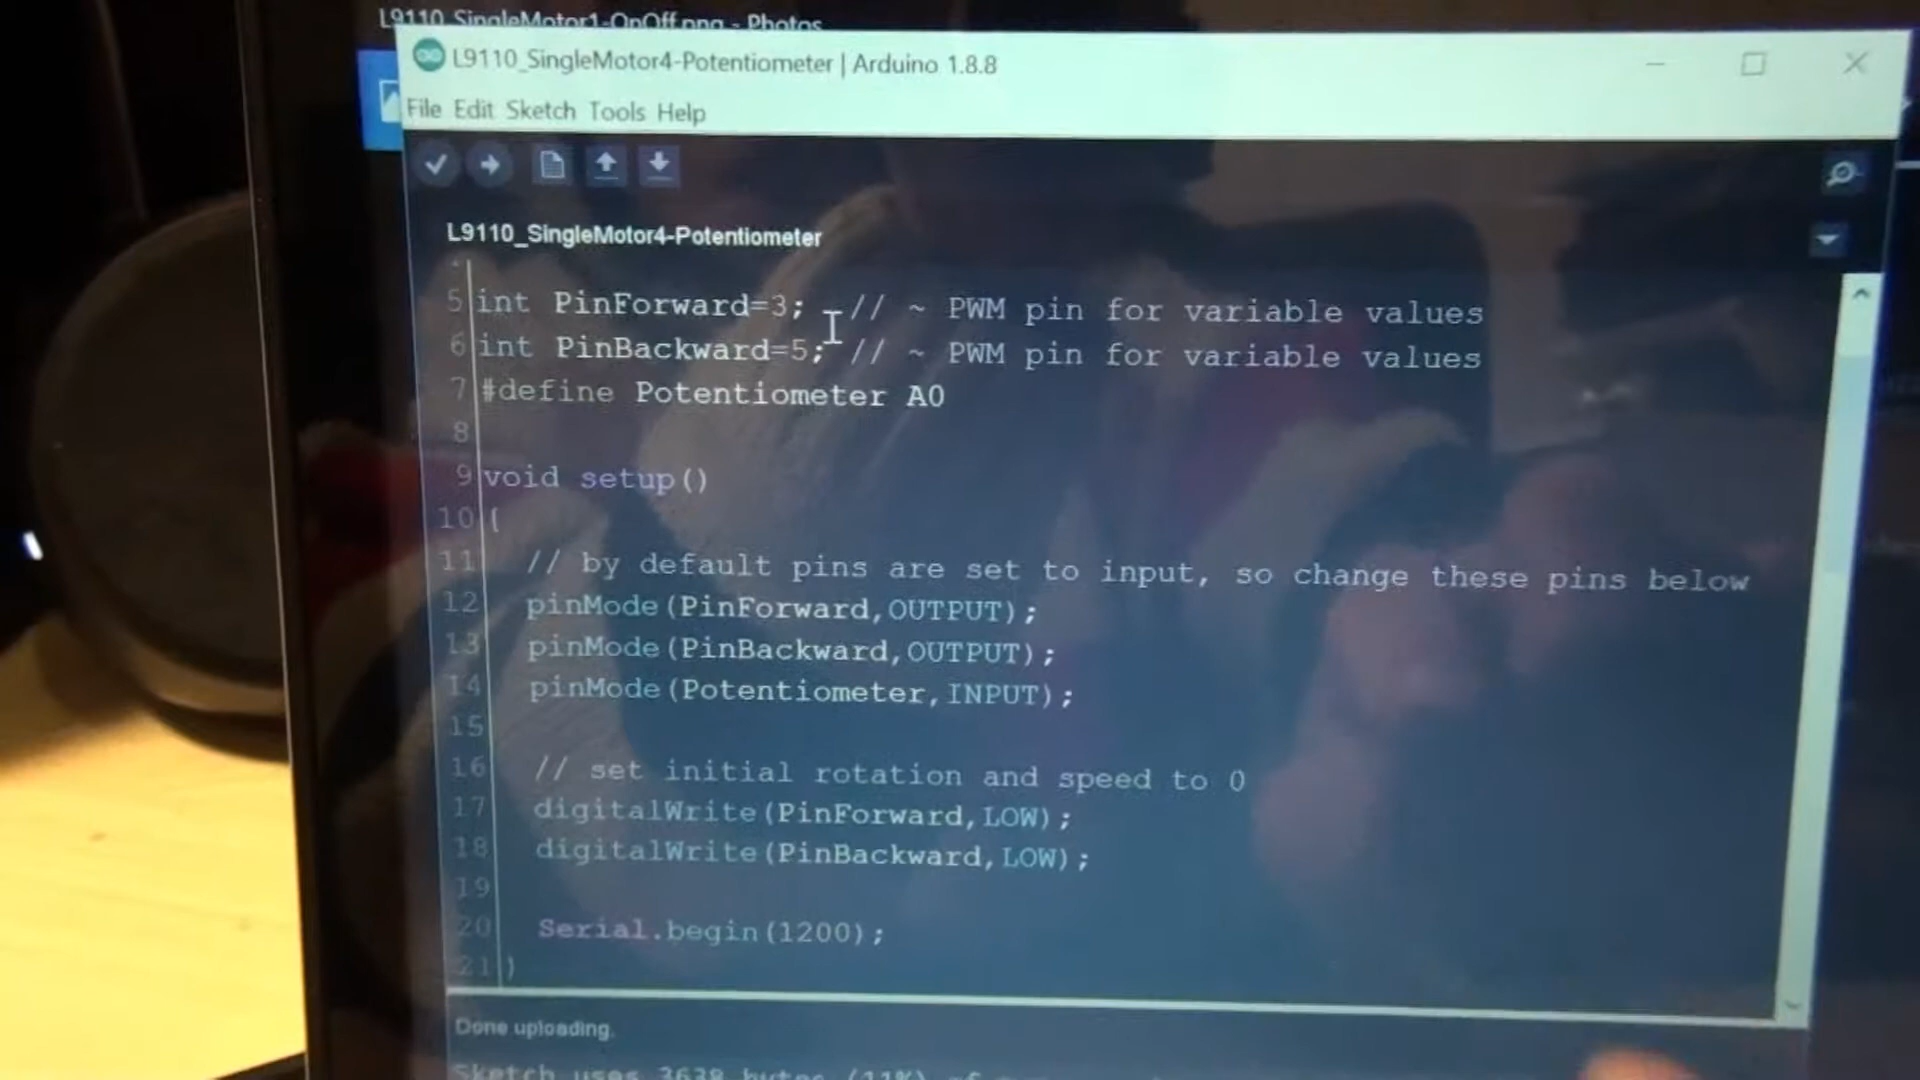 L9110_SingleMotor1-OnOff.png - Photos
L9110_SingleMotor4-Potentiometer | Arduino 1.8.8
File Edit Sketch Tools Help
L9110_SingleMotor4-Potentiometer
5 int PinForward=3; // ~ PWM pin for variable values
6 int PinBackward=5; // ~ PWM pin for variable values
7 #define Potentiometer A0
8
9 void setup()
10 {
11 // by default pins are set to input, so change these pins below
12 pinMode(PinForward,OUTPUT);
13 pinMode(PinBackward,OUTPUT);
14 pinMode(Potentiometer,INPUT);
15
16 // set initial rotation and speed to 0
17 digitalWrite(PinForward,LOW);
18 digitalWrite(PinBackward,LOW);
19
20 Serial.begin(1200);
21 }
Done uploading.
Sketch uses 3638 bytes (11%) of